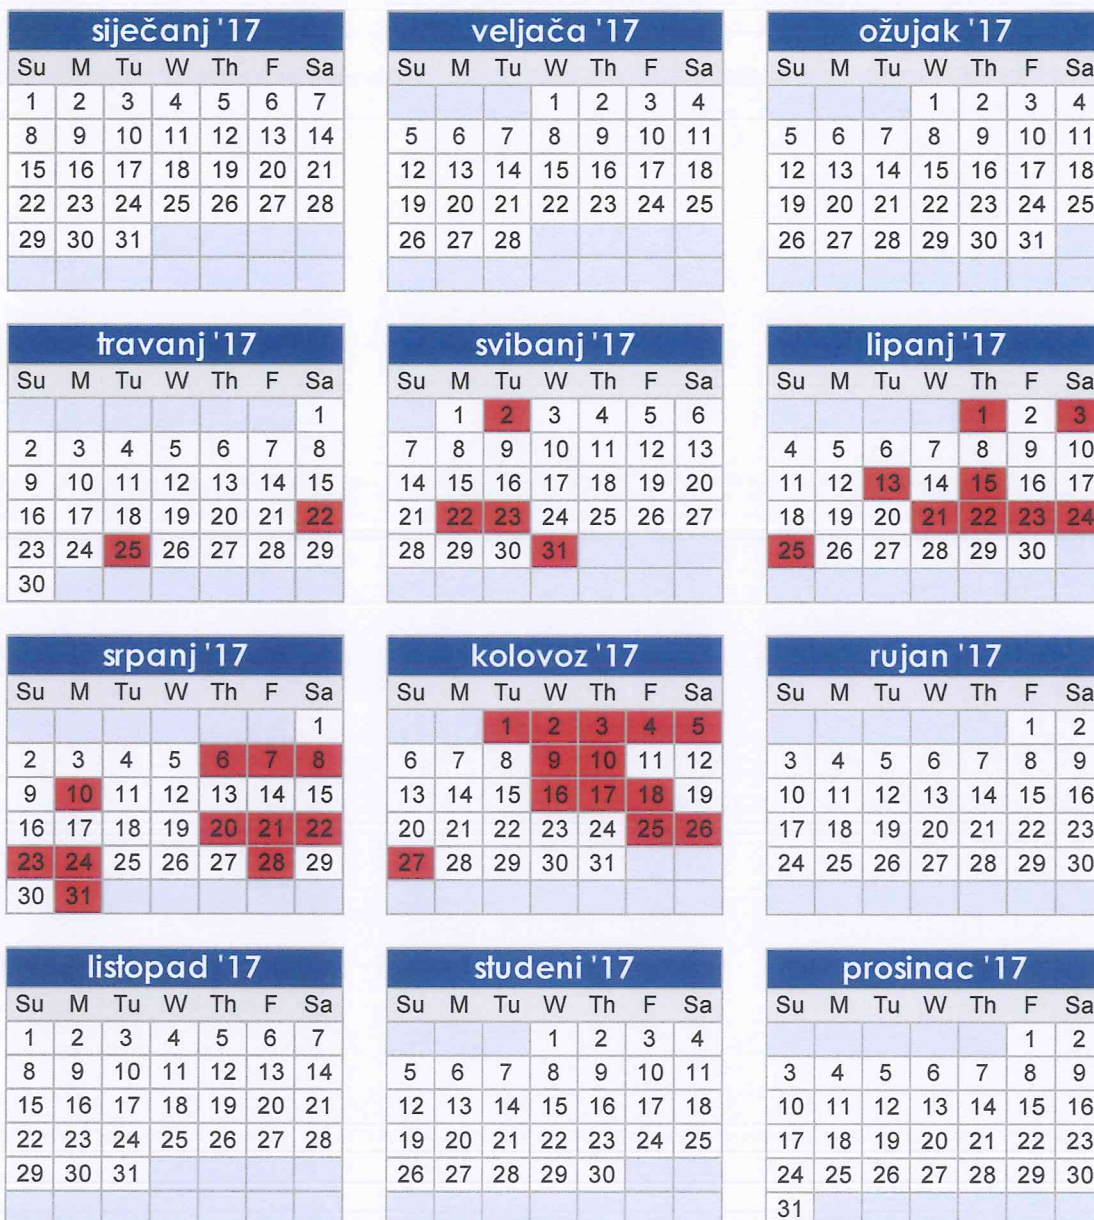 siječanj '17
Su M Tu W Th F Sa
1 2 3 4 5 6 7
8 9 10 11 12 13 14
15 16 17 18 19 20 21
22 23 24 25 26 27 28
29 30 31
veljača '17
Su M Tu W Th F Sa
1 2 3 4
5 6 7 8 9 10 11
12 13 14 15 16 17 18
19 20 21 22 23 24 25
26 27 28
ožujak '17
Su M Tu W Th F Sa
1 2 3 4
5 6 7 8 9 10 11
12 13 14 15 16 17 18
19 20 21 22 23 24 25
26 27 28 29 30 31
travanj '17
Su M Tu W Th F Sa
1
2 3 4 5 6 7 8
9 10 11 12 13 14 15
16 17 18 19 20 21 22
23 24 25 26 27 28 29
30
svibanj '17
Su M Tu W Th F Sa
1 2 3 4 5 6
7 8 9 10 11 12 13
14 15 16 17 18 19 20
21 22 23 24 25 26 27
28 29 30 31
lipanj '17
Su M Tu W Th F Sa
1 2 3
4 5 6 7 8 9 10
11 12 13 14 15 16 17
18 19 20 21 22 23 24
25 26 27 28 29 30
srpanj '17
Su M Tu W Th F Sa
1
2 3 4 5 6 7 8
9 10 11 12 13 14 15
16 17 18 19 20 21 22
23 24 25 26 27 28 29
30 31
kolovoz '17
Su M Tu W Th F Sa
1 2 3 4 5
6 7 8 9 10 11 12
13 14 15 16 17 18 19
20 21 22 23 24 25 26
27 28 29 30 31
rujan '17
Su M Tu W Th F Sa
1 2
3 4 5 6 7 8 9
10 11 12 13 14 15 16
17 18 19 20 21 22 23
24 25 26 27 28 29 30
listopad '17
Su M Tu W Th F Sa
1 2 3 4 5 6 7
8 9 10 11 12 13 14
15 16 17 18 19 20 21
22 23 24 25 26 27 28
29 30 31
studeni '17
Su M Tu W Th F Sa
1 2 3 4
5 6 7 8 9 10 11
12 13 14 15 16 17 18
19 20 21 22 23 24 25
26 27 28 29 30
prosinac '17
Su M Tu W Th F Sa
1 2
3 4 5 6 7 8 9
10 11 12 13 14 15 16
17 18 19 20 21 22 23
24 25 26 27 28 29 30
31